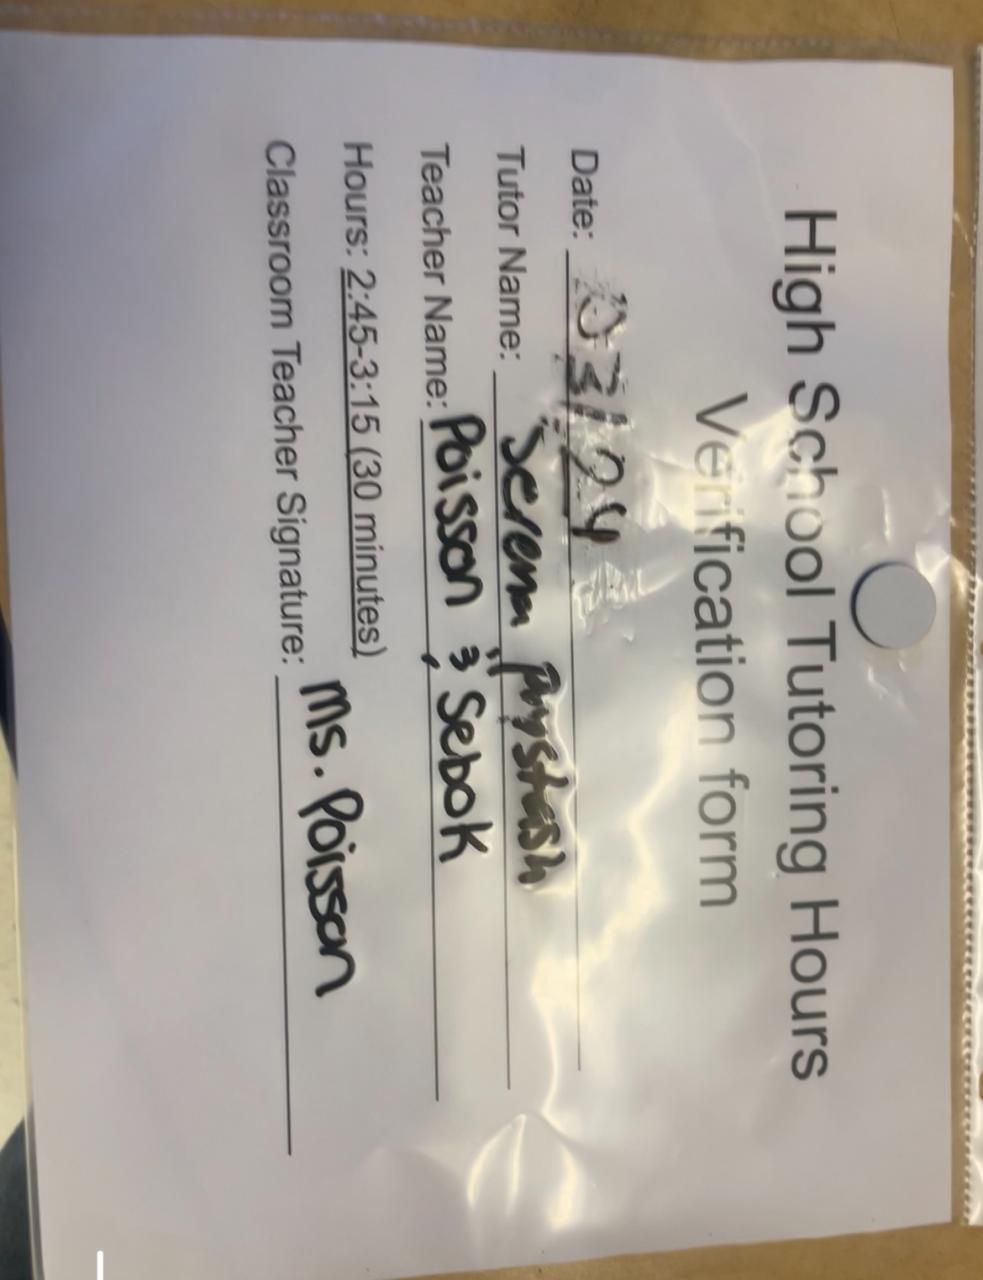 High School Tutoring Hours
Verification form
Date:
Tutor Name: Serena
Teacher Name: Poisson & Sebok
Hours: 2:45-3:15 (30 minutes)
Classroom Teacher Signature: Ms. Poisson